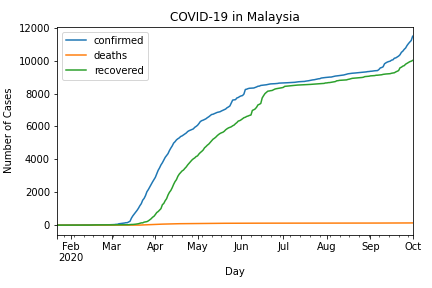 COVID-19 in Malaysia
confirmed
deaths
recovered
12000
10000
8000
6000
4000
2000
0
Number of Cases
Feb Mar Apr May Jun Jul Aug Sep Oct
2020
Day